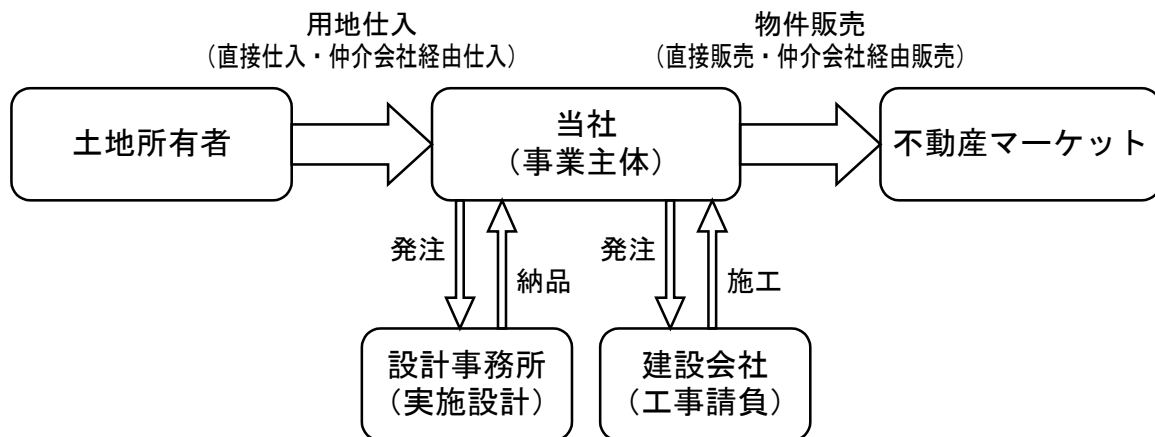 用地仕入
（直接仕入・仲介会社経由仕入）
物件販売
（直接販売・仲介会社経由販売）
土地所有者
当社
（事業主体）
不動産マーケット
発注
納品
発注
施工
設計事務所
（実施設計）
建設会社
（工事請負）